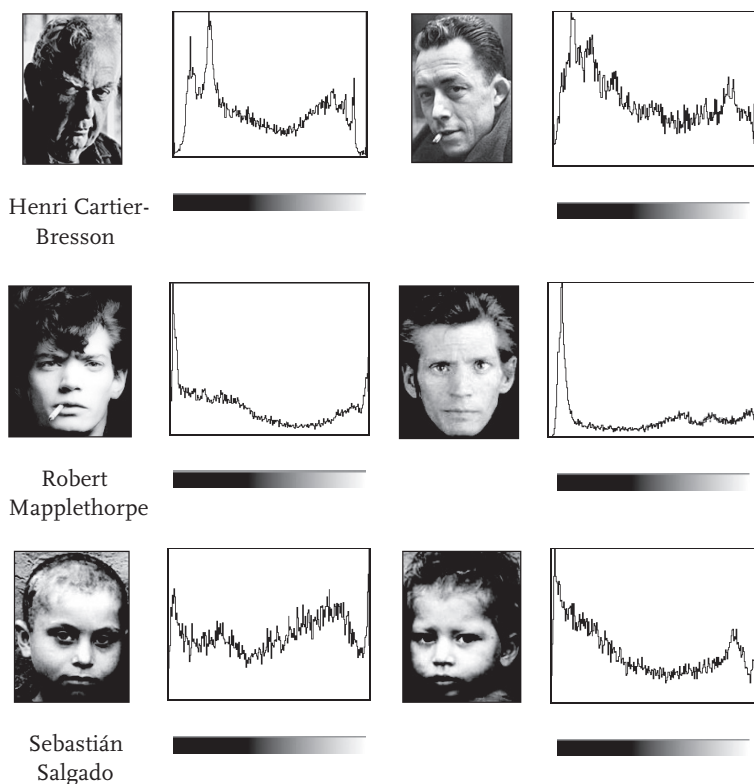 Henri Cartier-
Bresson
Robert
Mapplethorpe
Sebastián
Salgado